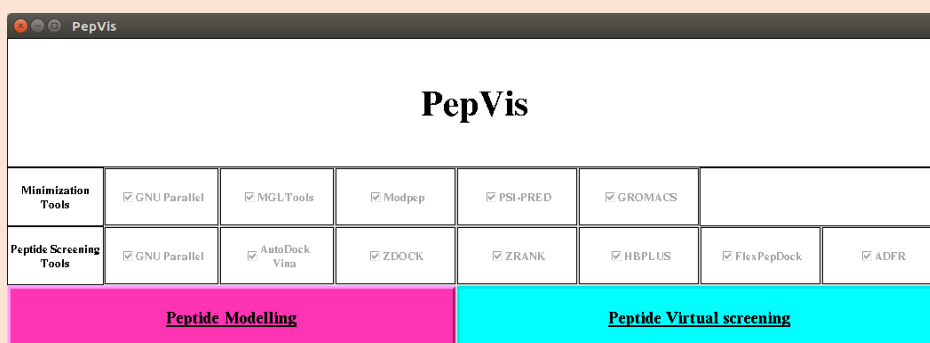 PepVis
PepVis
Minimization
Tools
GNU Parallel
MGLTools
Modpep
PSI-PRED
GROMACS
Peptide Screening
Tools
GNU Parallel
AutoDock
Vina
ZDOCK
ZRANK
HBPLUS
FlexPepDock
ADFR
Peptide Modelling
Peptide Virtual screening